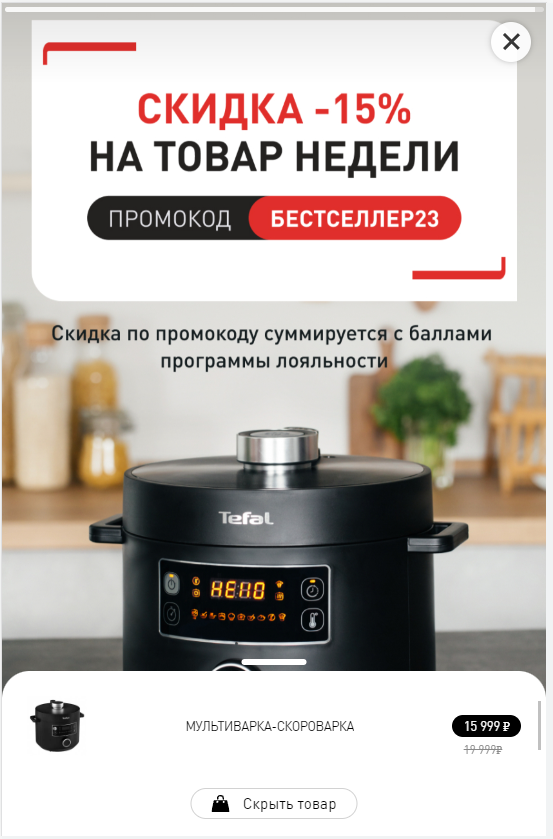 СКИДКА -15%
НА ТОВАР НЕДЕЛИ
ПРОМОКОД БЕСТСЕЛЛЕР23
Скидка по промокоду суммируется с баллами
программы лояльности
Tefal
HE110
МУЛЬТИВАРКА-СКОРОВАРКА
15 999 ₽
19 999₽
Скрыть товар